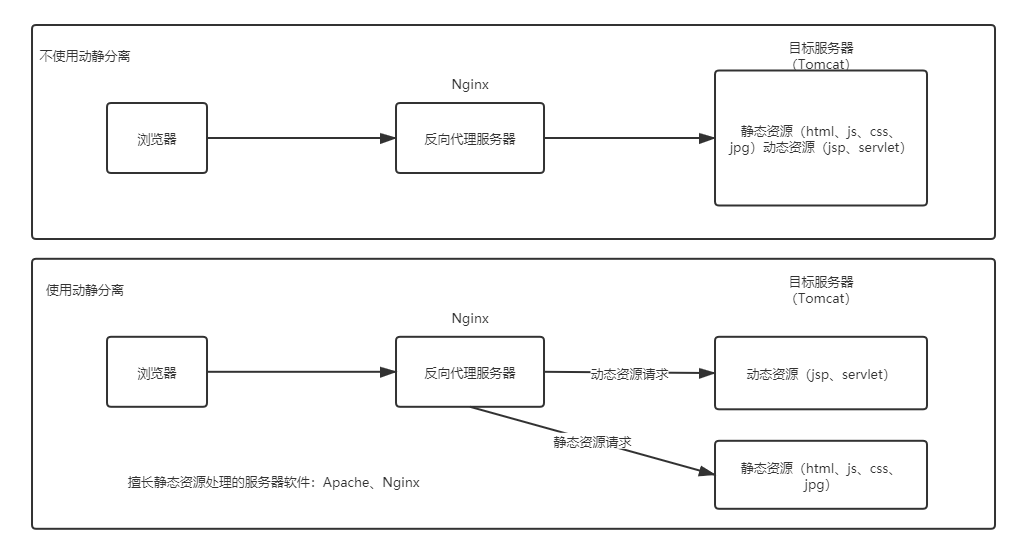 不使用动静分离
目标服务器
（Tomcat）
Nginx
浏览器
反向代理服务器
静态资源（html、js、css、
jpg）动态资源（jsp、servlet）
使用动静分离
目标服务器
（Tomcat）
Nginx
浏览器
反向代理服务器
动态资源请求
动态资源（jsp、servlet）
静态资源请求
静态资源（html、js、css、
jpg）
擅长静态资源处理的服务器软件：Apache、Nginx